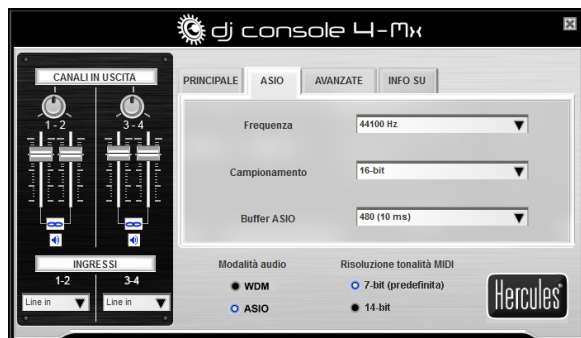 dj console 4-Mx
CANALI IN USCITA
1 - 2
3 - 4
INGRESSI
1-2
3-4
Line in
Line in
PRINCIPALE
ASIO
AVANZATE
INFO SU
Frequenza
44100 Hz
Campionamento
16-bit
Buffer ASIO
480 (10 ms)
Modalità audio
WDM
ASIO
Risoluzione tonalità MIDI
7-bit (predefinita)
14-bit
Hercules